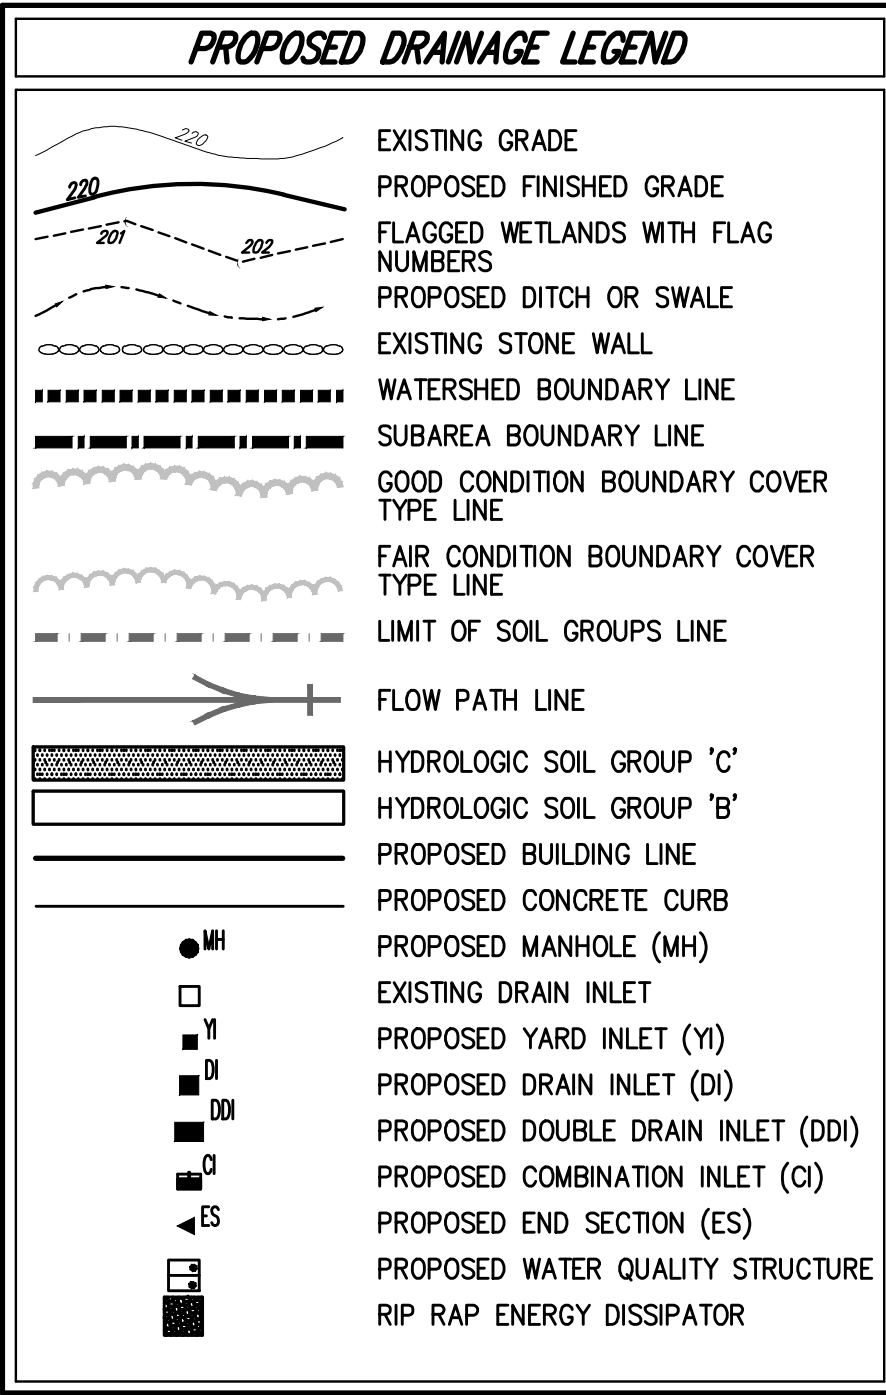 PROPOSED DRAINAGE LEGEND
220 EXISTING GRADE
220 PROPOSED FINISHED GRADE
201 202 FLAGGED WETLANDS WITH FLAG
NUMBERS
PROPOSED DITCH OR SWALE
EXISTING STONE WALL
WATERSHED BOUNDARY LINE
SUBAREA BOUNDARY LINE
GOOD CONDITION BOUNDARY COVER
TYPE LINE
FAIR CONDITION BOUNDARY COVER
TYPE LINE
LIMIT OF SOIL GROUPS LINE
FLOW PATH LINE
HYDROLOGIC SOIL GROUP 'C'
HYDROLOGIC SOIL GROUP 'B'
PROPOSED BUILDING LINE
PROPOSED CONCRETE CURB
MH PROPOSED MANHOLE (MH)
EXISTING DRAIN INLET
YI PROPOSED YARD INLET (YI)
DI PROPOSED DRAIN INLET (DI)
DDI PROPOSED DOUBLE DRAIN INLET (DDI)
CI PROPOSED COMBINATION INLET (CI)
ES PROPOSED END SECTION (ES)
PROPOSED WATER QUALITY STRUCTURE
RIP RAP ENERGY DISSIPATOR